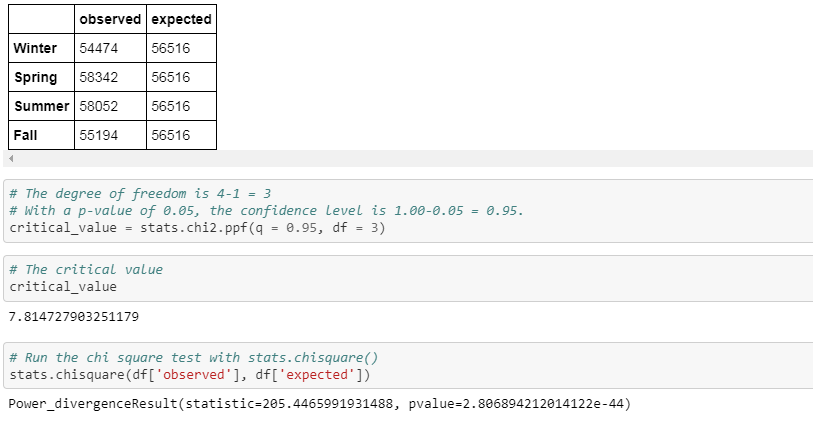 observed expected
Winter 54474 56516
Spring 58342 56516
Summer 58052 56516
Fall 55194 56516
# The degree of freedom is 4-1 = 3
# With a p-value of 0.05, the confidence level is 1.00-0.05 = 0.95.
critical_value = stats.chi2.ppf(q = 0.95, df = 3)
# The critical value
critical_value
7.814727903251179
# Run the chi square test with stats.chisquare()
stats.chisquare(df['observed'], df['expected'])
Power_divergenceResult(statistic=205.4465991931488, pvalue=2.806894212014122e-44)